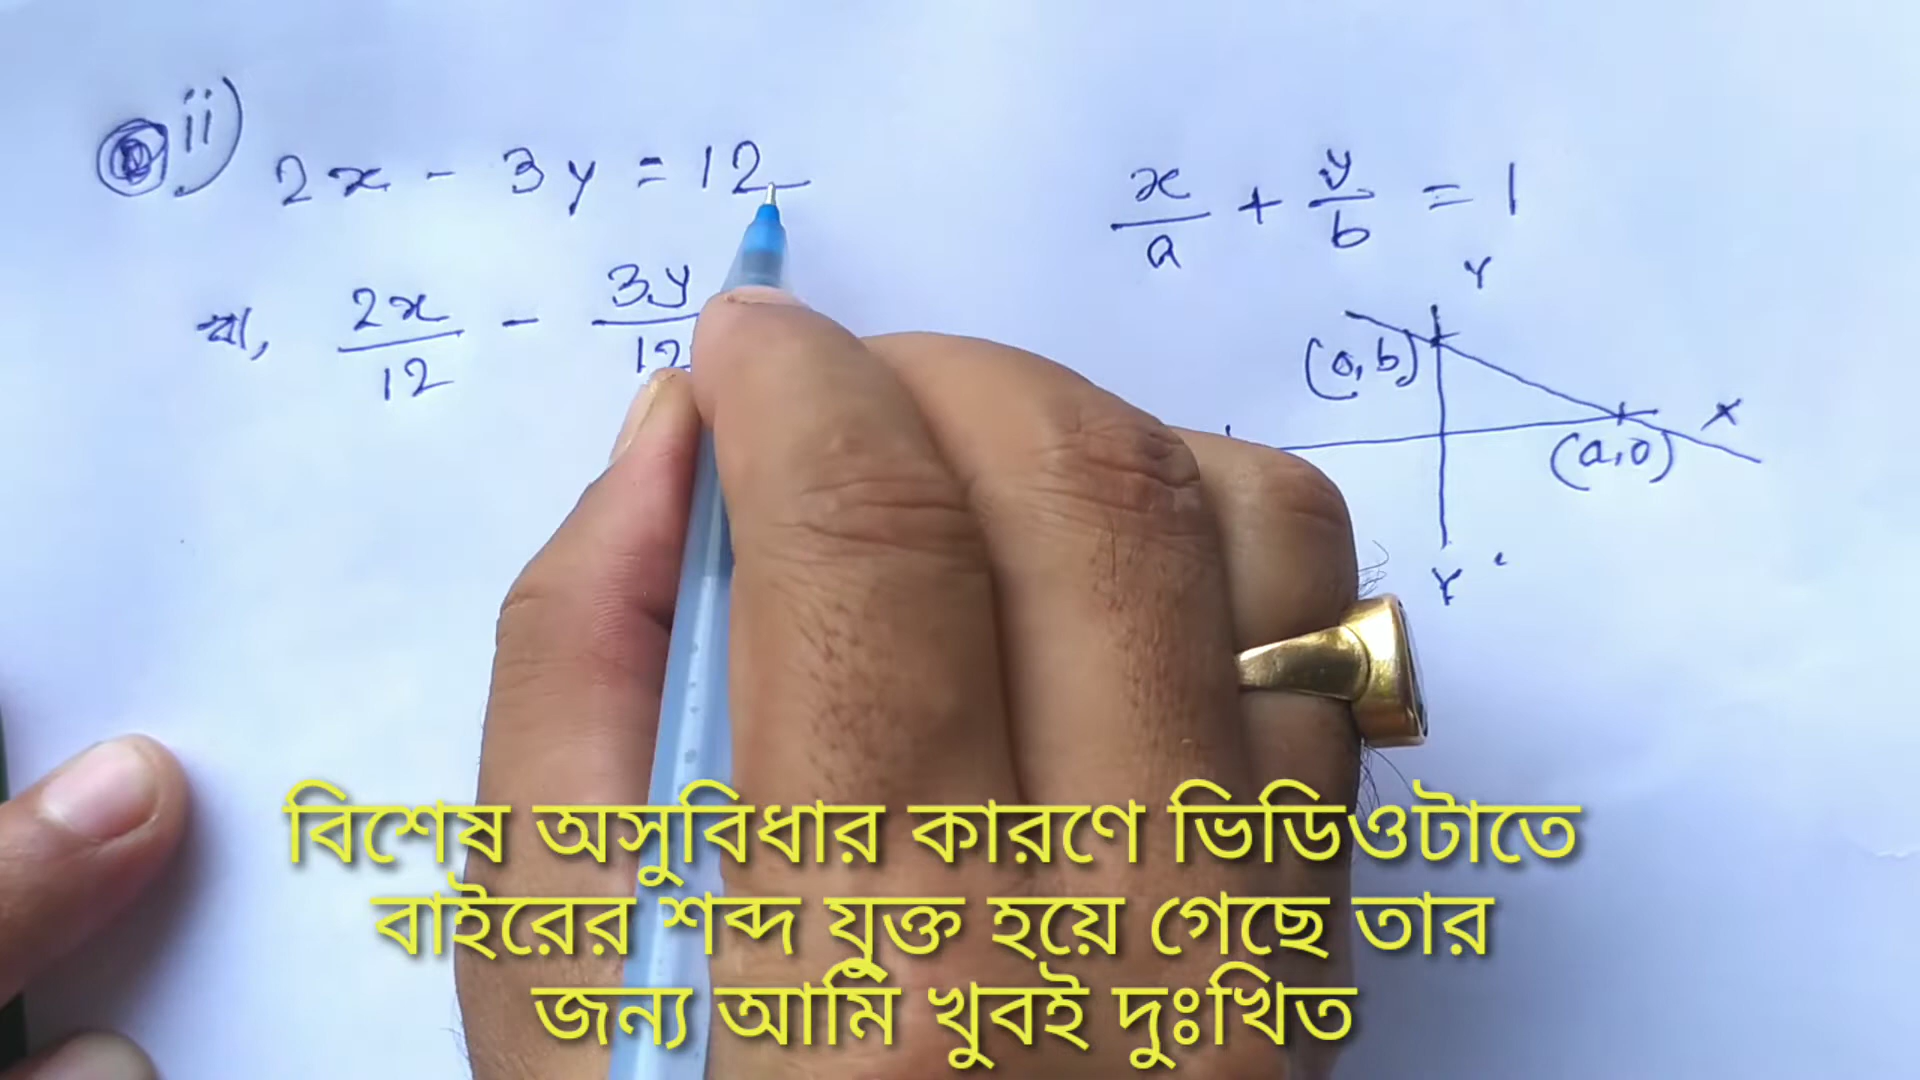 ii)
2x - 3y = 12
বা, 2x/12 - 3y/12
x/a + y/b = 1
Y
(0, b)
X
(a, 0)
Y'
বিশেষ অসুবিধার কারণে ভিডিওটাতে
বাইরের শব্দ যুক্ত হয়ে গেছে তার
জন্য আমি খুবই দুঃখিত